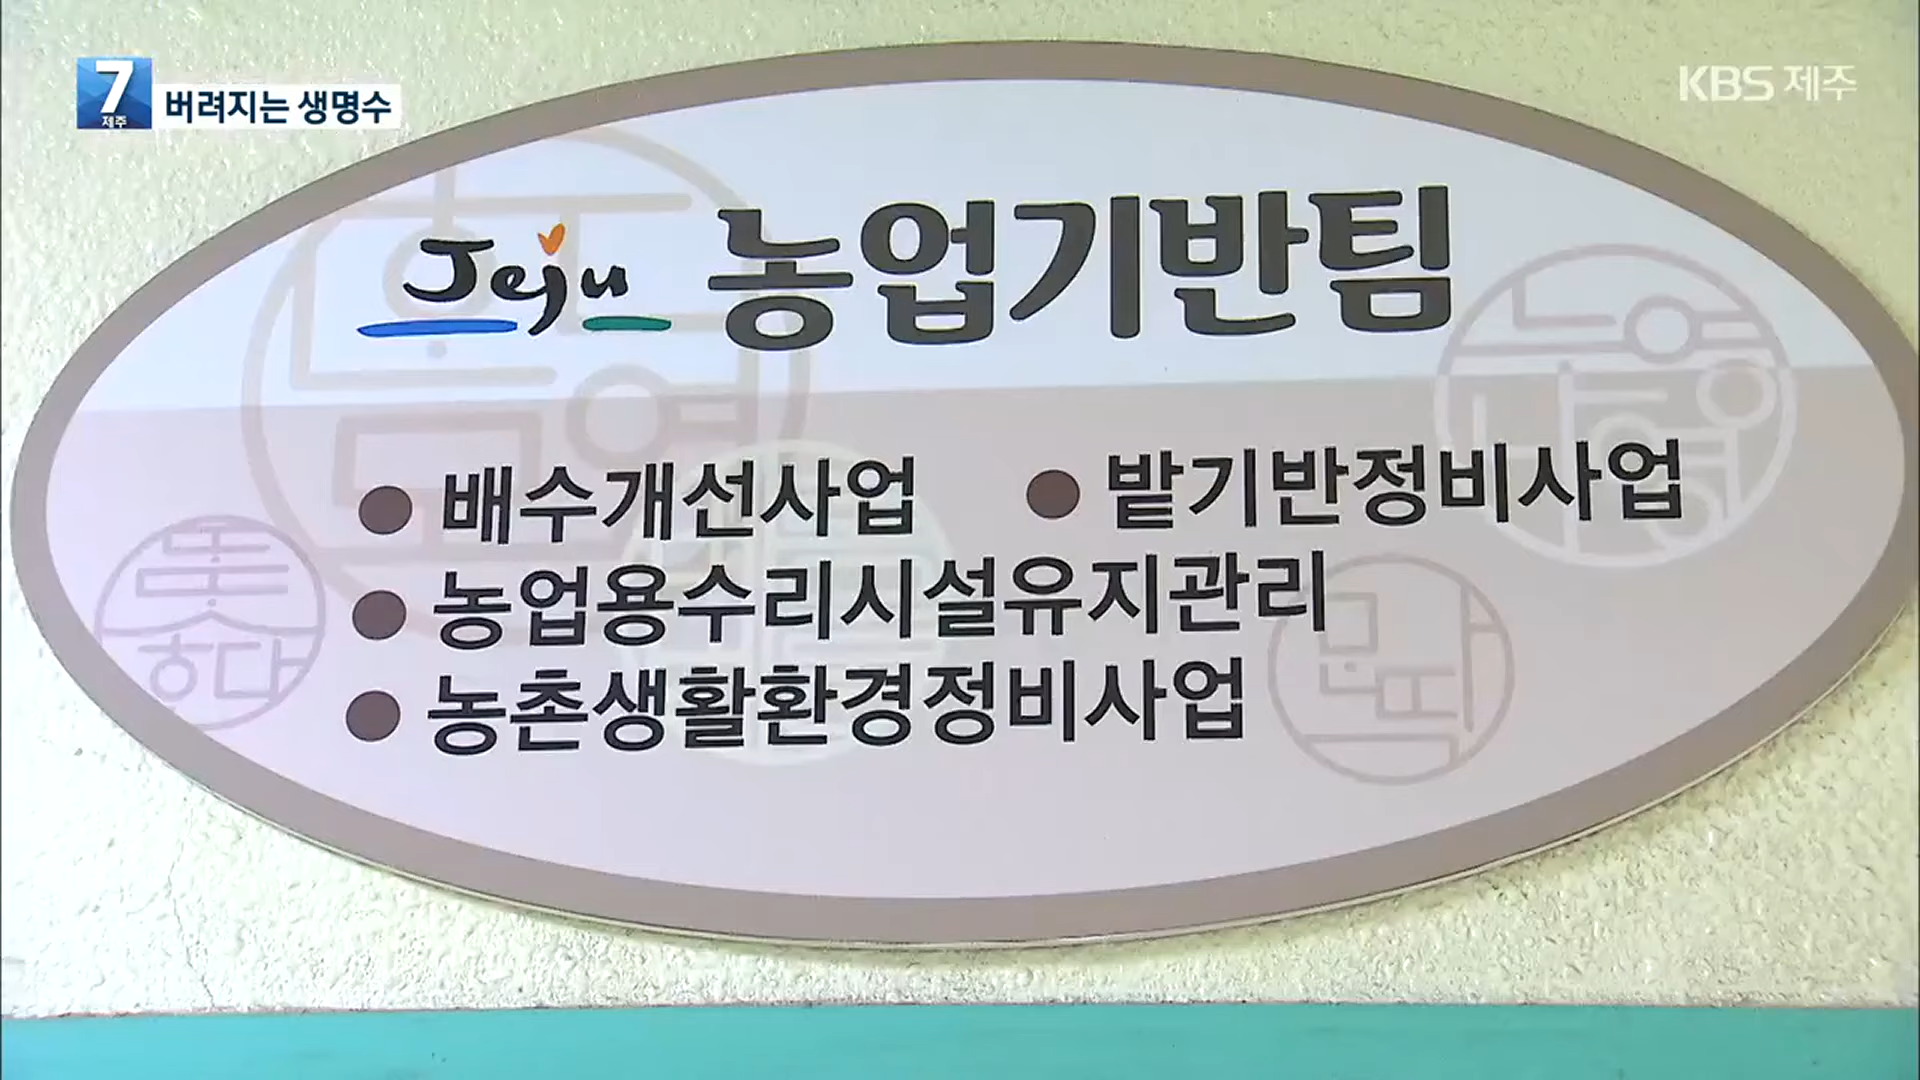 7 제주 버려지는 생명수
KBS 제주
Jeju 농업기반팀
● 배수개선사업 ● 밭기반정비사업
● 농업용수리시설유지관리
● 농촌생활환경정비사업